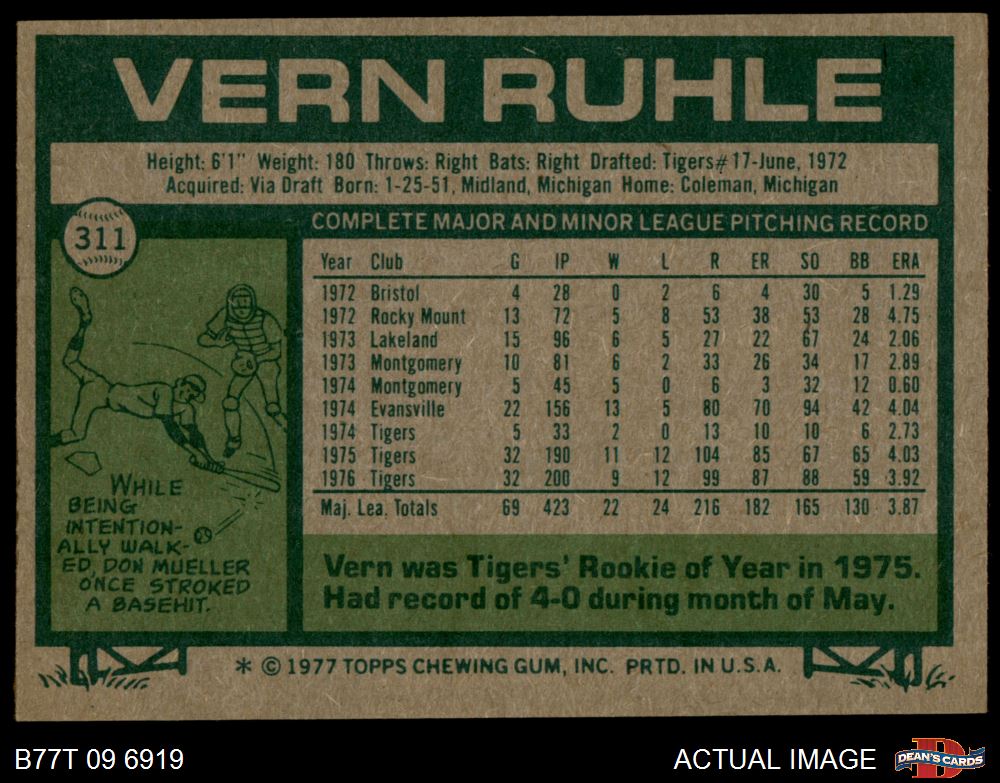 VERN RUHLE
Height: 6'1" Weight: 180 Throws: Right Bats: Right Drafted: Tigers#17-June, 1972
Acquired: Via Draft Born: 1-25-51, Midland, Michigan Home: Coleman, Michigan
311
COMPLETE MAJOR AND MINOR LEAGUE PITCHING RECORD
Year Club G IP W L R ER SO BB ERA
1972 Bristol 4 28 0 2 6 4 30 5 1.29
1972 Rocky Mount 13 72 5 8 53 38 53 28 4.75
1973 Lakeland 15 96 6 5 27 22 67 24 2.06
1973 Montgomery 10 81 6 2 33 26 34 17 2.89
1974 Montgomery 5 45 5 0 6 3 32 12 0.60
1974 Evansville 22 156 13 5 80 70 94 42 4.04
1974 Tigers 5 33 2 0 13 10 10 6 2.73
1975 Tigers 32 190 11 12 104 85 67 65 4.03
1976 Tigers 32 200 9 12 99 87 88 59 3.92
Maj. Lea. Totals 69 423 22 24 216 182 165 130 3.87
WHILE
BEING
INTENTION-
ALLY WALK-
ED, DON MUELLER
ONCE STROKED
A BASEHIT.
Vern was Tigers' Rookie of Year in 1975.
Had record of 4-0 during month of May.
* © 1977 TOPPS CHEWING GUM, INC. PRTD. IN U.S.A.
B77T 09 6919
ACTUAL IMAGE
D
DEAN'S CARDS